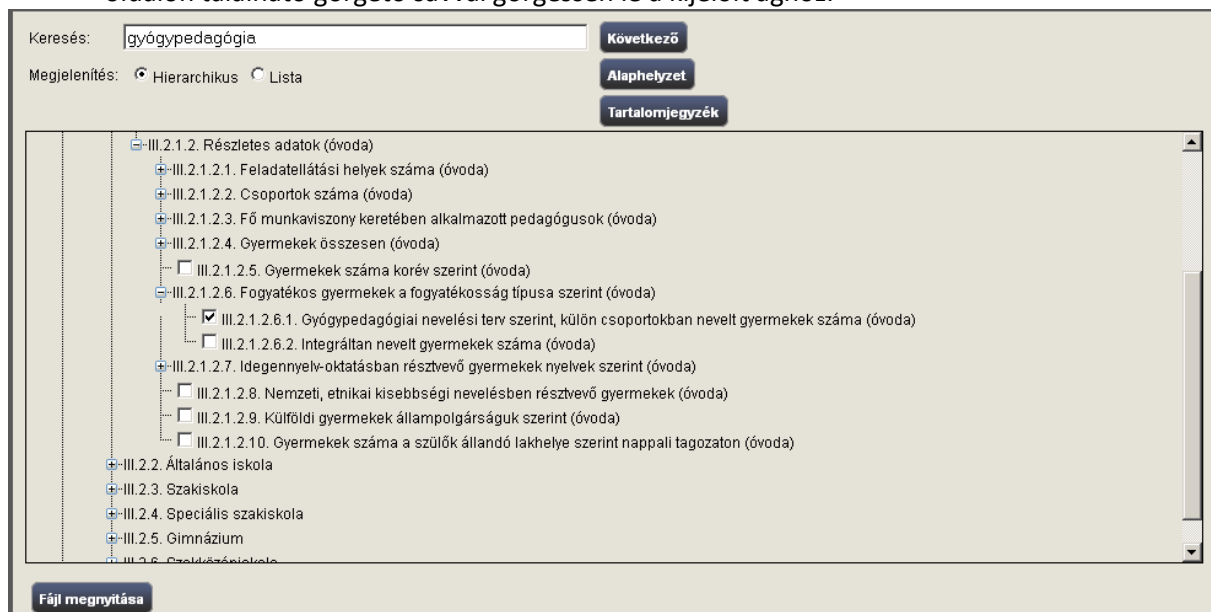 Keresés: gyógypedagógia Következő
Megjelenítés: Hierarchikus Lista Alaphelyzet
Tartalomjegyzék
III.2.1.2. Részletes adatok (óvoda)
III.2.1.2.1. Feladatellátási helyek száma (óvoda)
III.2.1.2.2. Csoportok száma (óvoda)
III.2.1.2.3. Fő munkaviszony keretében alkalmazott pedagógusok (óvoda)
III.2.1.2.4. Gyermekek összesen (óvoda)
III.2.1.2.5. Gyermekek száma korév szerint (óvoda)
III.2.1.2.6. Fogyatékos gyermekek a fogyatékosság típusa szerint (óvoda)
III.2.1.2.6.1. Gyógypedagógiai nevelési terv szerint, külön csoportokban nevelt gyermekek száma (óvoda)
III.2.1.2.6.2. Integráltan nevelt gyermekek száma (óvoda)
III.2.1.2.7. Idegennyelv-oktatásban résztvevő gyermekek nyelvek szerint (óvoda)
III.2.1.2.8. Nemzeti, etnikai kisebbségi nevelésben résztvevő gyermekek (óvoda)
III.2.1.2.9. Külföldi gyermekek állampolgárságuk szerint (óvoda)
III.2.1.2.10. Gyermekek száma a szülők állandó lakhelye szerint nappali tagozaton (óvoda)
III.2.2. Általános iskola
III.2.3. Szakiskola
III.2.4. Speciális szakiskola
III.2.5. Gimnázium
Fájl megnyitása